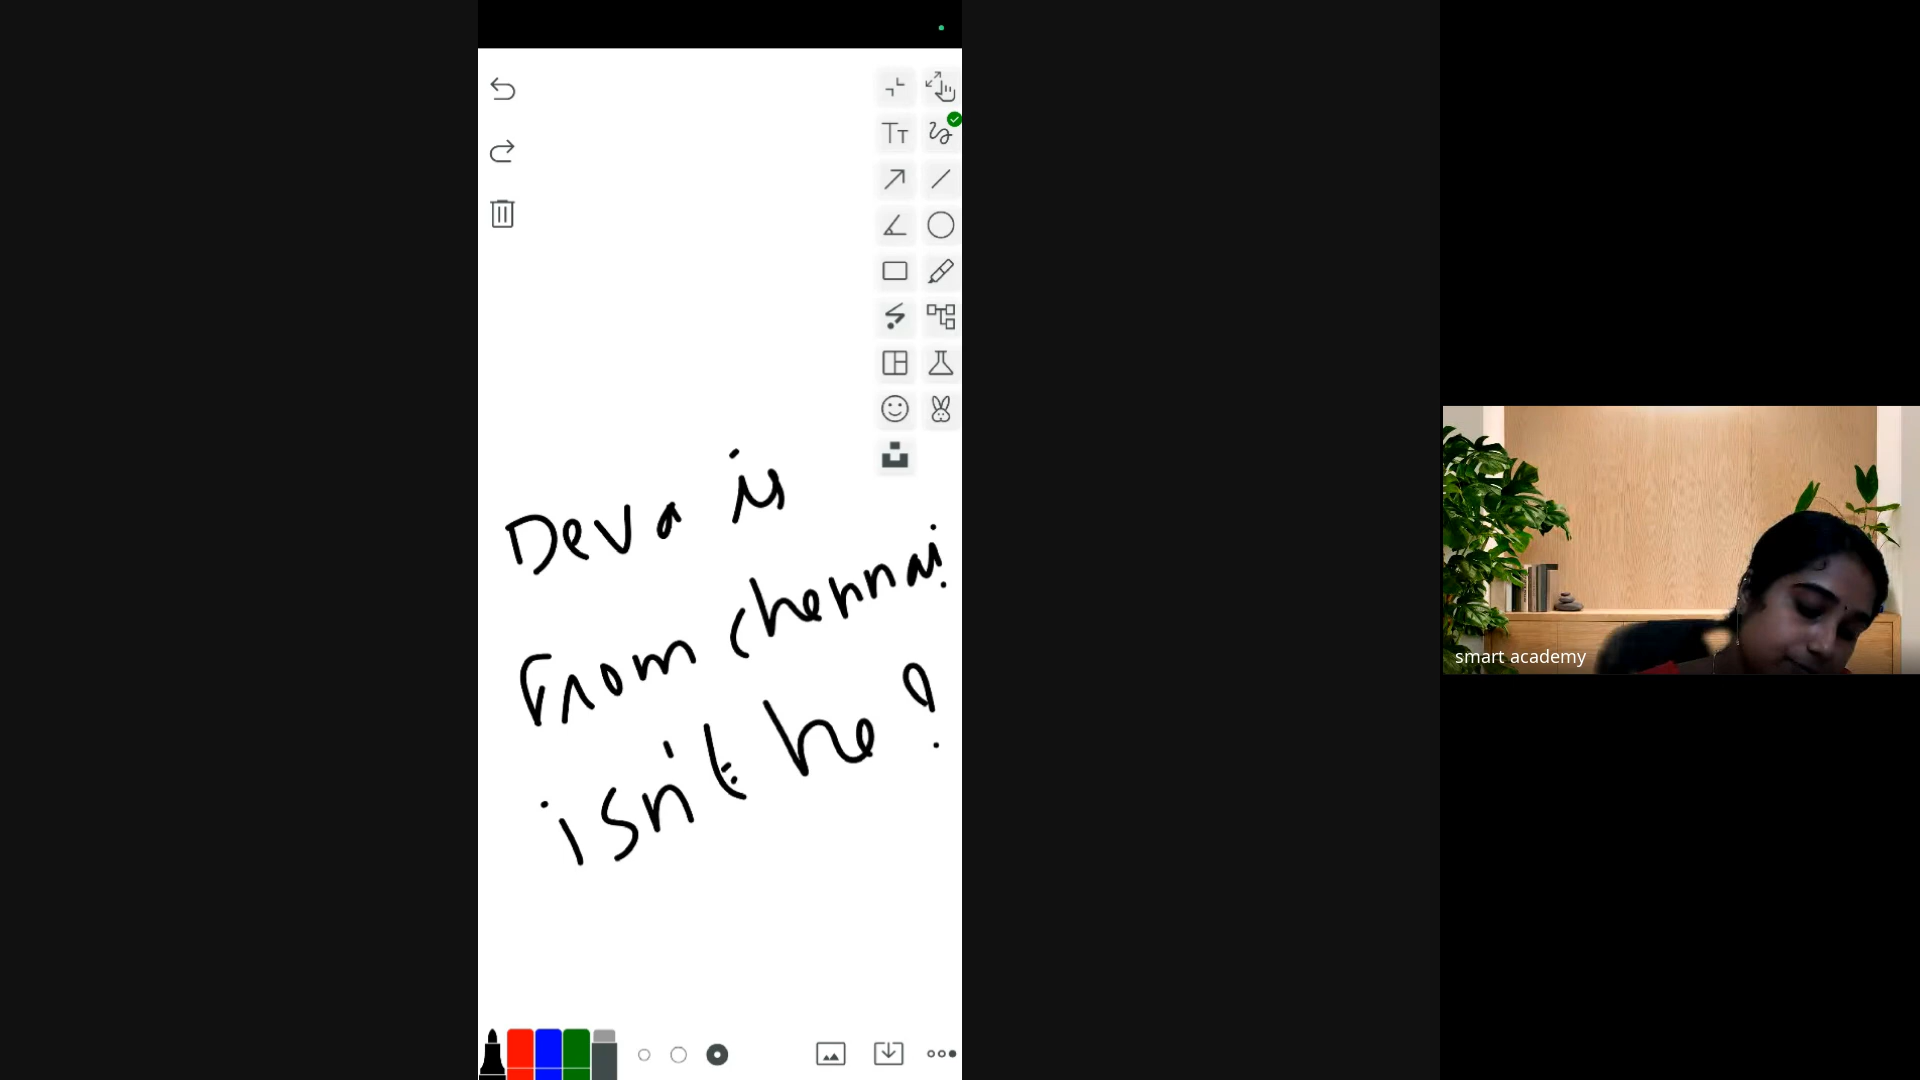 Deva is
From chennai.
isn't he ?
smart academy